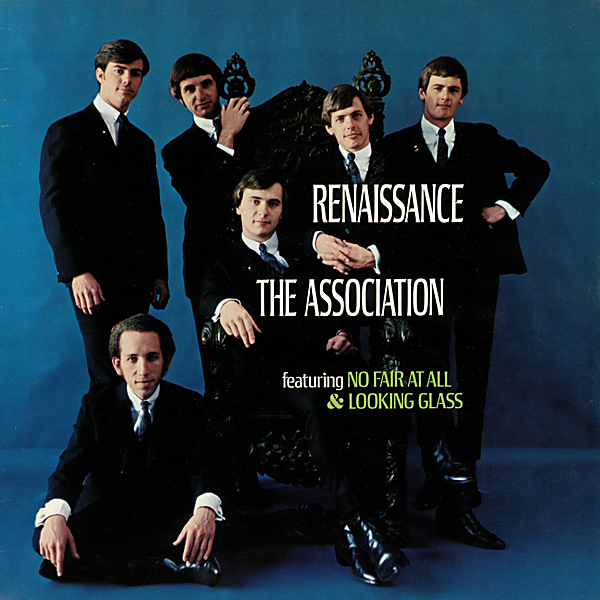 RENAISSANCE
THE ASSOCIATION
featuring NO FAIR AT ALL
& LOOKING GLASS